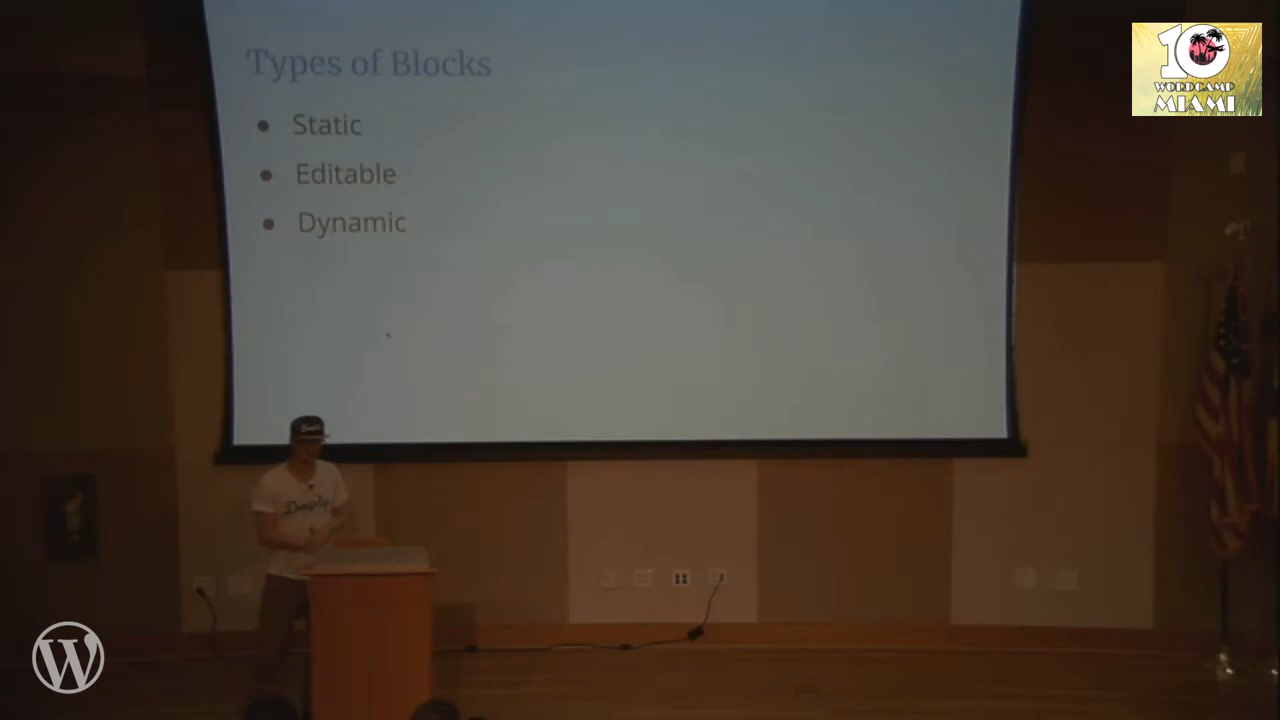 Types of Blocks
Static
Editable
Dynamic
10
WORDCAMP
MIAMI